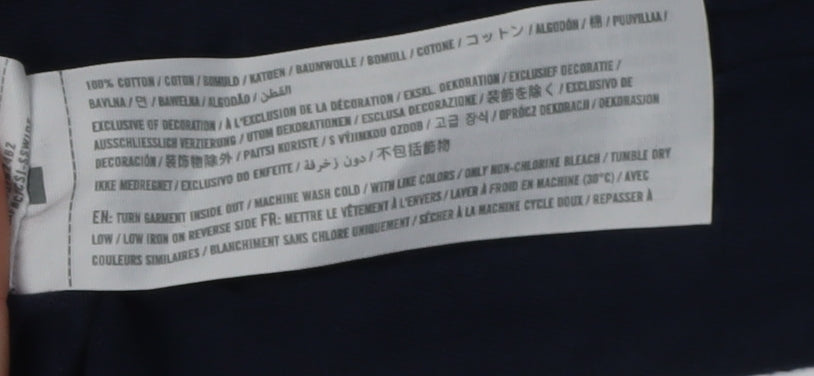 100% COTTON / COTON / BOMULD / KATOEN / BAUMWOLLE / BOMULL / COTONE / コットン / ALGODÓN / 棉 / PUUVILLAA /
BAVLNA / 면 / BAWEŁNA / ALGODÃO / القطن
EXCLUSIVE OF DECORATION / À L'EXCLUSION DE LA DÉCORATION / EKSKL. DEKORATION / EXCLUSIEF DECORATIE /
AUSSCHLIESSLICH VERZIERUNG / UTOM DEKORATIONEN / ESCLUSA DECORAZIONE / 装飾を除く / EXCLUSIVO DE
DECORACIÓN / 装飾物除外 / PAITSI KORISTE / S VÝJIMKOU OZDOB / 고급 장식 / OPRÓCZ DEKORACJI / DEKORASJON
IKKE MEDREGNET / EXCLUSIVO DO ENFEITE / دون زخرفة / 不包括飾物
EN: TURN GARMENT INSIDE OUT / MACHINE WASH COLD / WITH LIKE COLORS / ONLY NON-CHLORINE BLEACH / TUMBLE DRY
LOW / LOW IRON ON REVERSE SIDE FR: METTRE LE VÊTEMENT À L'ENVERS / LAVER À FROID EN MACHINE (30°C) / AVEC
COULEURS SIMILAIRES / BLANCHIMENT SANS CHLORE UNIQUEMENT / SÉCHER À LA MACHINE CYCLE DOUX / REPASSER À